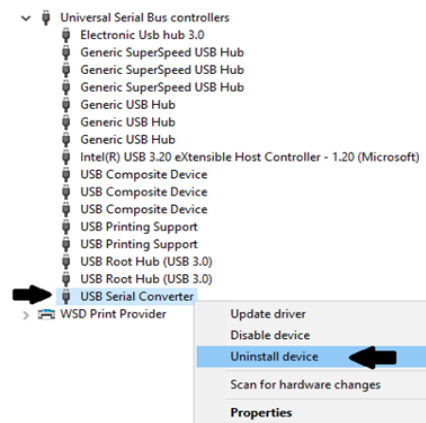 Universal Serial Bus controllers
Electronic Usb hub 3.0
Generic SuperSpeed USB Hub
Generic SuperSpeed USB Hub
Generic SuperSpeed USB Hub
Generic USB Hub
Generic USB Hub
Generic USB Hub
Intel(R) USB 3.20 eXtensible Host Controller - 1.20 (Microsoft)
USB Composite Device
USB Composite Device
USB Composite Device
USB Printing Support
USB Printing Support
USB Root Hub (USB 3.0)
USB Root Hub (USB 3.0)
USB Serial Converter
WSD Print Provider
Update driver
Disable device
Uninstall device
Scan for hardware changes
Properties